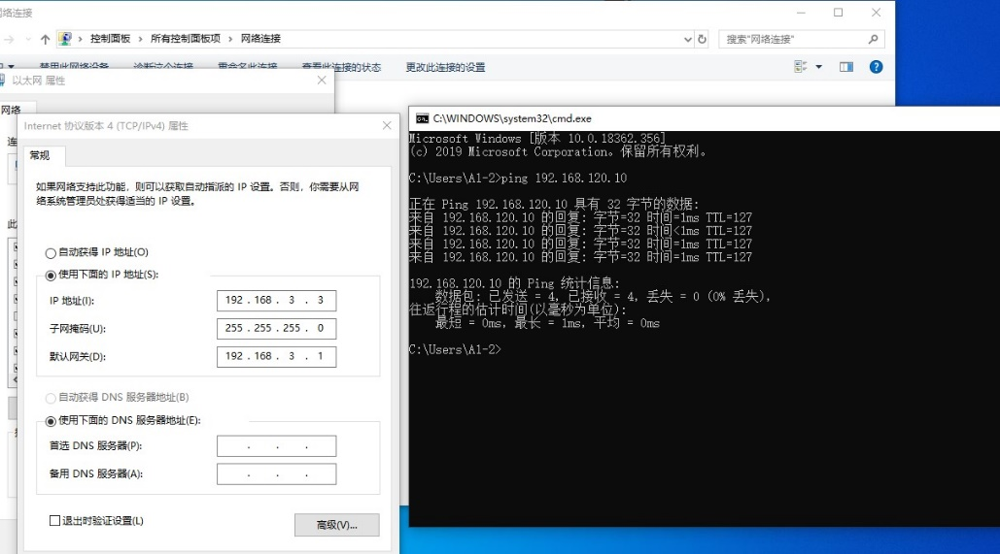 网络连接
控制面板 › 所有控制面板项 › 网络连接
搜索"网络连接"
禁用此网络设备 诊断这个连接 重命名此连接 查看此连接的状态 更改此连接的设置
以太网 属性
网络
Internet 协议版本 4 (TCP/IPv4) 属性
常规
如果网络支持此功能，则可以获取自动指派的 IP 设置。否则，你需要从网
络系统管理员处获得适当的 IP 设置。
自动获得 IP 地址(O)
使用下面的 IP 地址(S):
IP 地址(I):
192 . 168 . 3 . 3
子网掩码(U):
255 . 255 . 255 . 0
默认网关(D):
192 . 168 . 3 . 1
自动获得 DNS 服务器地址(B)
使用下面的 DNS 服务器地址(E):
首选 DNS 服务器(P):
. . .
备用 DNS 服务器(A):
. . .
退出时验证设置(L)
高级(V)...
C:\WINDOWS\system32\cmd.exe
Microsoft Windows [版本 10.0.18362.356]
(c) 2019 Microsoft Corporation。保留所有权利。
C:\Users\A1-2>ping 192.168.120.10
正在 Ping 192.168.120.10 具有 32 字节的数据:
来自 192.168.120.10 的回复: 字节=32 时间=1ms TTL=127
来自 192.168.120.10 的回复: 字节=32 时间<1ms TTL=127
来自 192.168.120.10 的回复: 字节=32 时间=1ms TTL=127
来自 192.168.120.10 的回复: 字节=32 时间=1ms TTL=127
192.168.120.10 的 Ping 统计信息:
数据包: 已发送 = 4, 已接收 = 4, 丢失 = 0 (0% 丢失),
往返行程的估计时间(以毫秒为单位):
最短 = 0ms, 最长 = 1ms, 平均 = 0ms
C:\Users\A1-2>